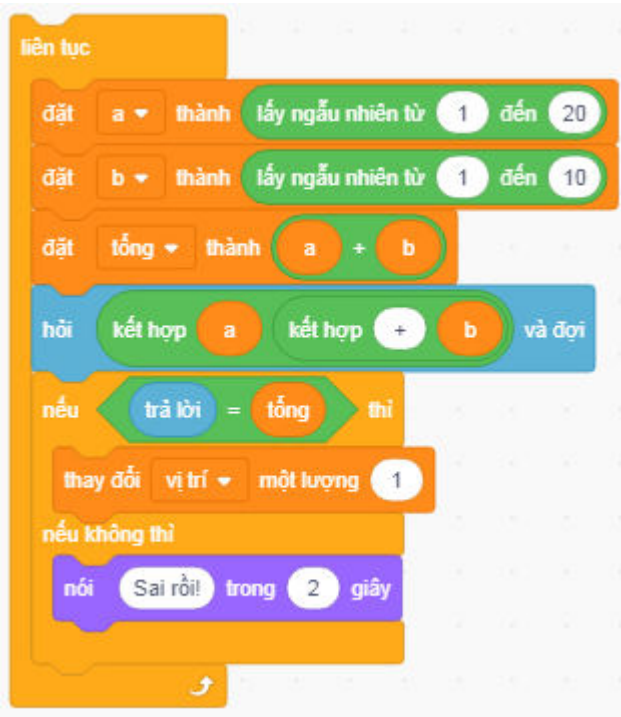 liên tục
đặt a thành lấy ngẫu nhiên từ 1 đến 20
đặt b thành lấy ngẫu nhiên từ 1 đến 10
đặt tổng thành a + b
hỏi kết hợp a kết hợp + b và đợi
nếu trả lời = tổng thì
thay đổi vị trí một lượng 1
nếu không thì
nói Sai rồi! trong 2 giây